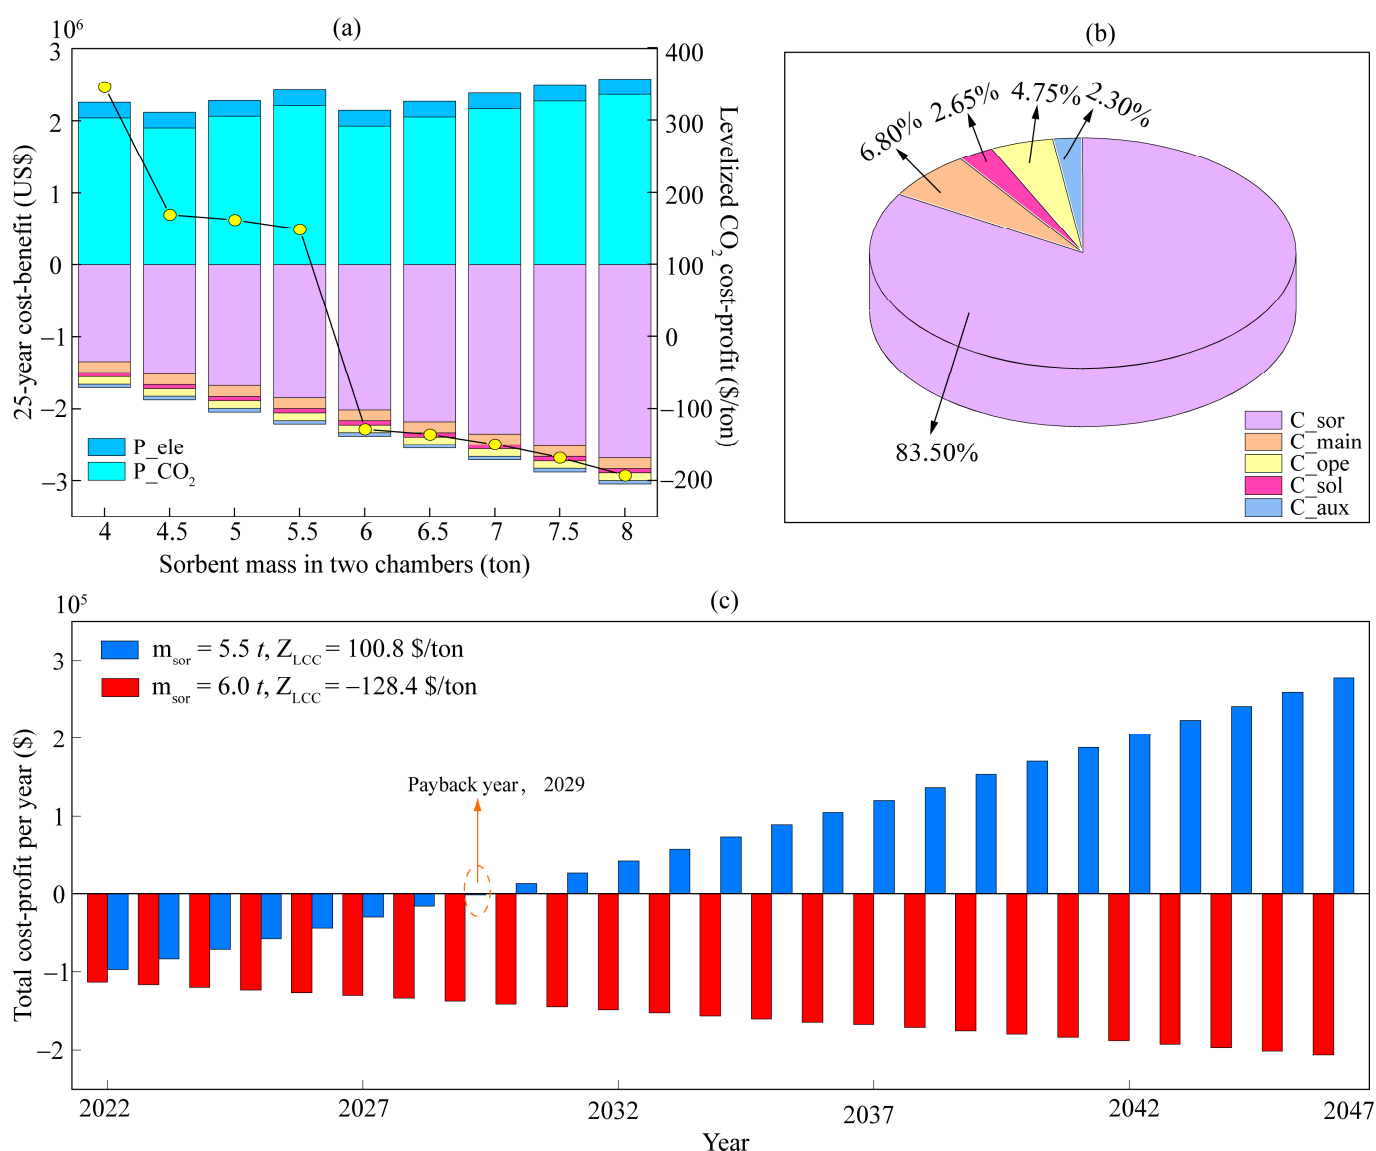 (a)
10⁶
3
2
1
0
−1
−2
−3
25-year cost-benefit (US$)
400
300
200
100
0
−100
−200
Levelized CO₂ cost-profit ($/ton)
P_ele
P_CO₂
4 4.5 5 5.5 6 6.5 7 7.5 8
Sorbent mass in two chambers (ton)
(b)
6.80%
2.65%
4.75%
2.30%
83.50%
C_sor
C_main
C_ope
C_sol
C_aux
(c)
10⁵
3
2
1
0
−1
−2
Total cost-profit per year ($)
m_sor = 5.5 t, Z_LCC = 100.8 $/ton
m_sor = 6.0 t, Z_LCC = −128.4 $/ton
Payback year, 2029
2022 2027 2032 2037 2042 2047
Year